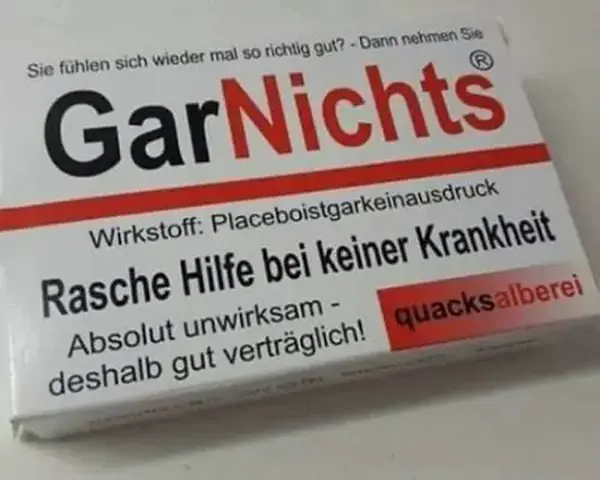 Sie fühlen sich wieder mal so richtig gut? - Dann nehmen Sie
GarNichts®
Wirkstoff: Placeboistgarkeinausdruck
Rasche Hilfe bei keiner Krankheit
Absolut unwirksam -
deshalb gut verträglich!
quacksalberei